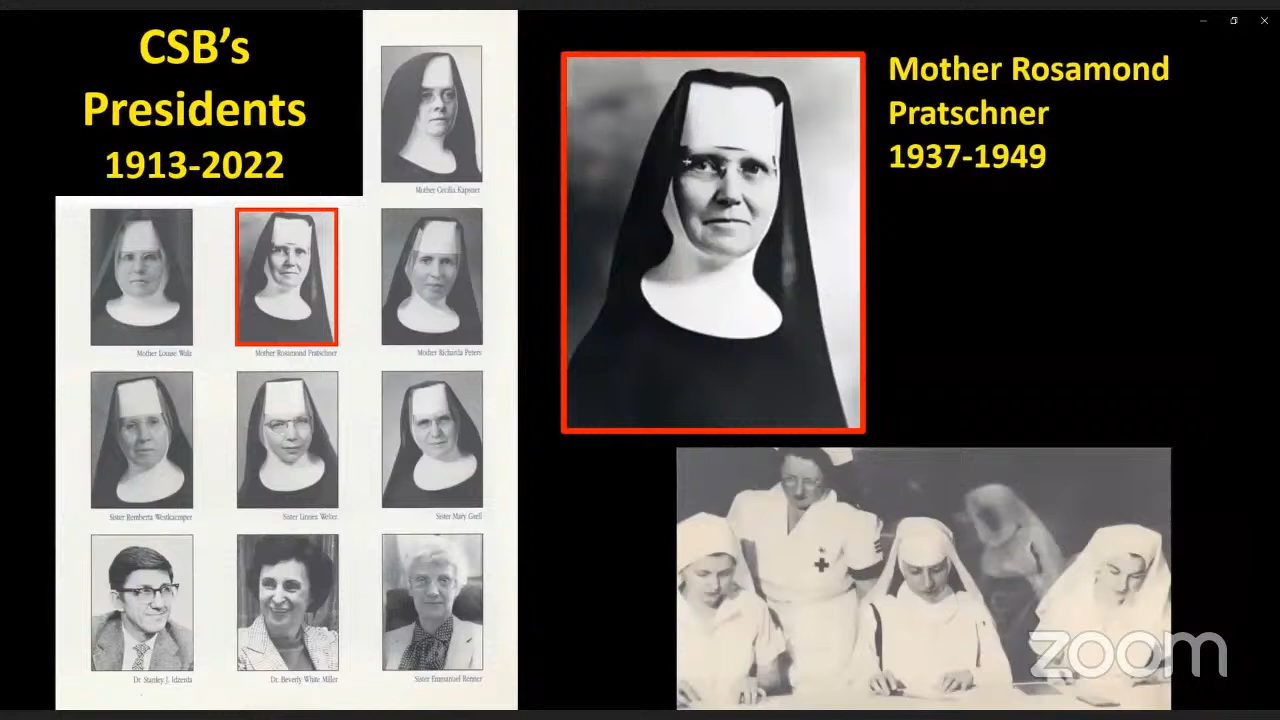 CSB's
Presidents
1913-2022
Mother Cecilia Kapsner
Mother Louise Walz
Mother Rosamond Pratschner
Mother Richarda Peters
Sister Remberta Westkaemper
Sister Linnea Welter
Sister Mary Grell
Dr. Stanley J. Idzerda
Dr. Beverly White Miller
Sister Emmanuel Renner
Mother Rosamond
Pratschner
1937-1949
zoom